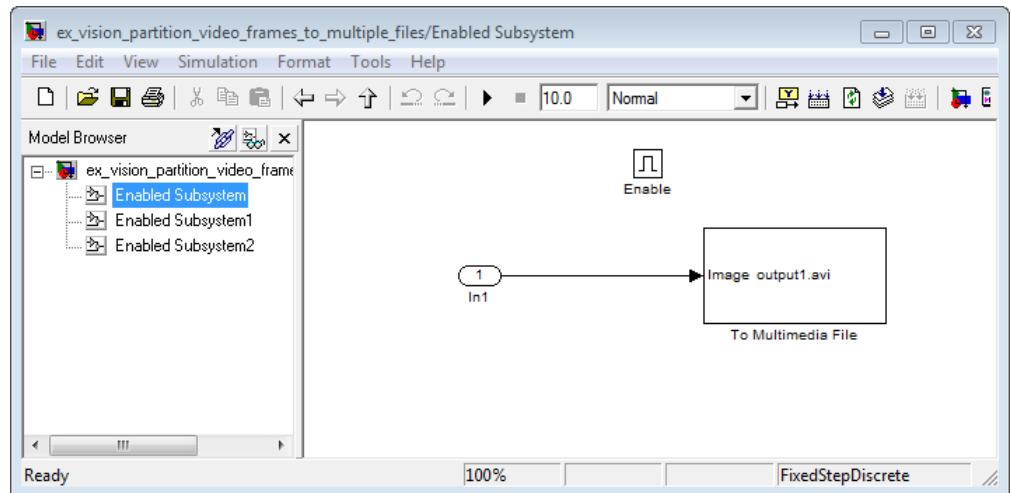 ex_vision_partition_video_frames_to_multiple_files/Enabled Subsystem
File Edit View Simulation Format Tools Help
10.0 Normal
Model Browser
ex_vision_partition_video_frame
Enabled Subsystem
Enabled Subsystem1
Enabled Subsystem2
Enable
1
In1
Image output1.avi
To Multimedia File
Ready 100% FixedStepDiscrete